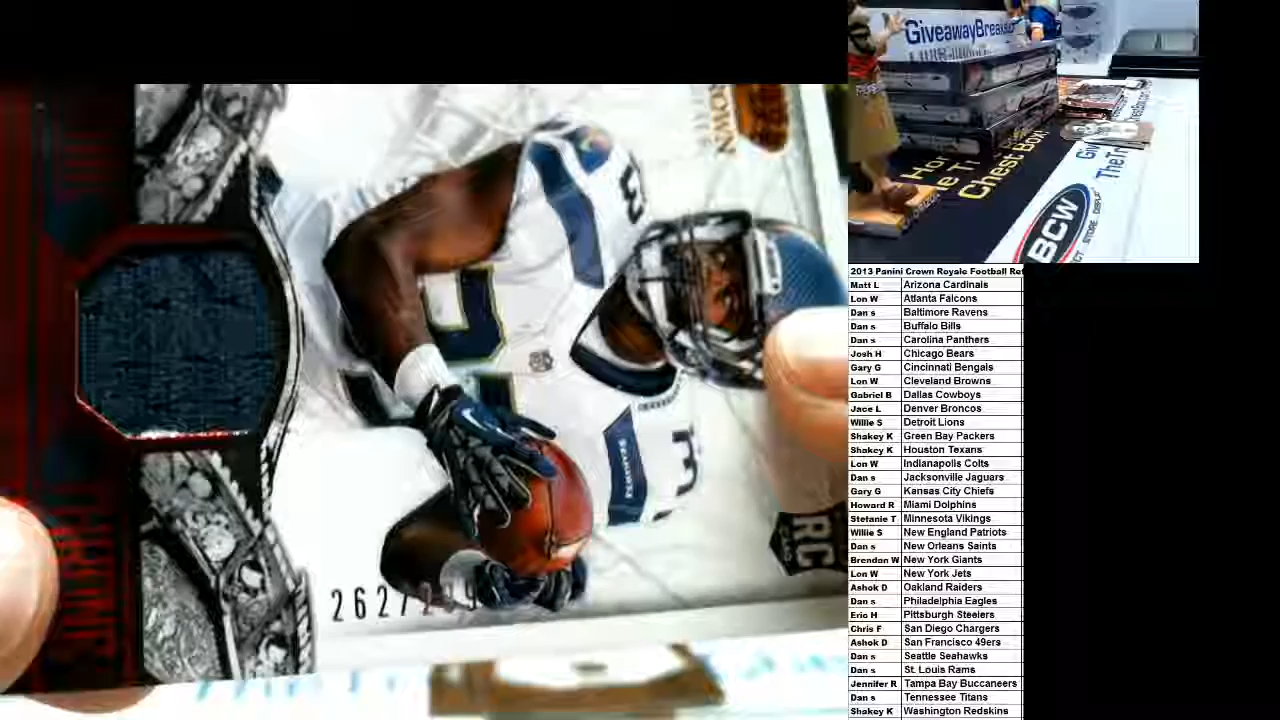 GiveawayBreaks
Chest Box!
BCW
SEAHAWKS
RC
2013 Panini Crown Royale Football Ret
Matt L Arizona Cardinals
Lon W Atlanta Falcons
Dan s Baltimore Ravens
Dan s Buffalo Bills
Dan s Carolina Panthers
Josh H Chicago Bears
Gary G Cincinnati Bengals
Lon W Cleveland Browns
Gabriel B Dallas Cowboys
Jace L Denver Broncos
Willie S Detroit Lions
Shakey K Green Bay Packers
Shakey K Houston Texans
Lon W Indianapolis Colts
Dan s Jacksonville Jaguars
Gary G Kansas City Chiefs
Howard R Miami Dolphins
Stefanie T Minnesota Vikings
Willie S New England Patriots
Dan s New Orleans Saints
Brendan W New York Giants
Lon W New York Jets
Ashok D Oakland Raiders
Dan s Philadelphia Eagles
Eric H Pittsburgh Steelers
Chris F San Diego Chargers
Ashok D San Francisco 49ers
Dan s Seattle Seahawks
Dan s St. Louis Rams
Jennifer R Tampa Bay Buccaneers
Dan s Tennessee Titans
Shakey K Washington Redskins